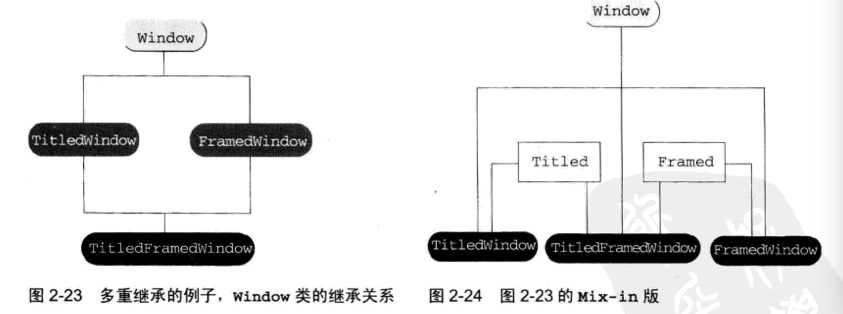 Window
TitledWindow
FramedWindow
TitledFramedWindow
图 2-23 多重继承的例子，Window 类的继承关系
Window
Titled
Framed
TitledWindow
TitledFramedWindow
FramedWindow
图 2-24 图 2-23 的 Mix-in 版